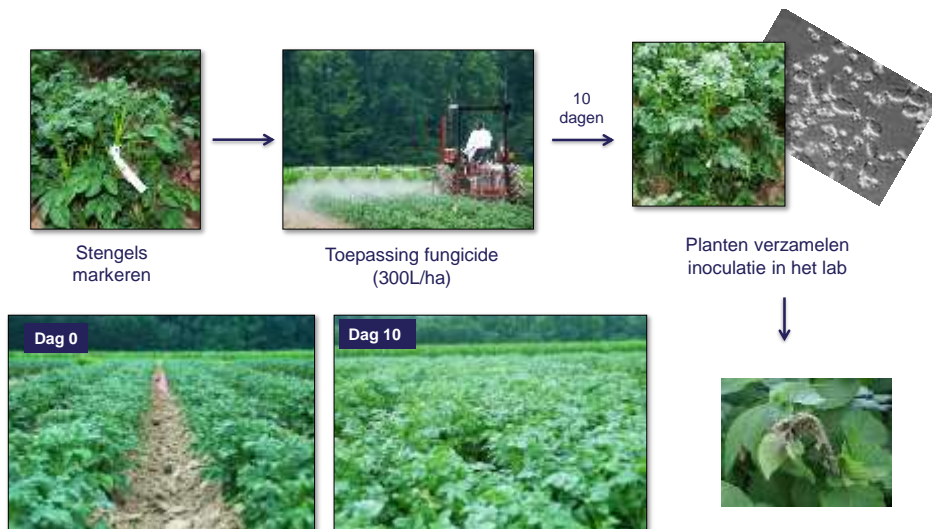 10
dagen
Stengels
markeren
Toepassing fungicide
(300L/ha)
Planten verzamelen
inoculatie in het lab
Dag 0
Dag 10